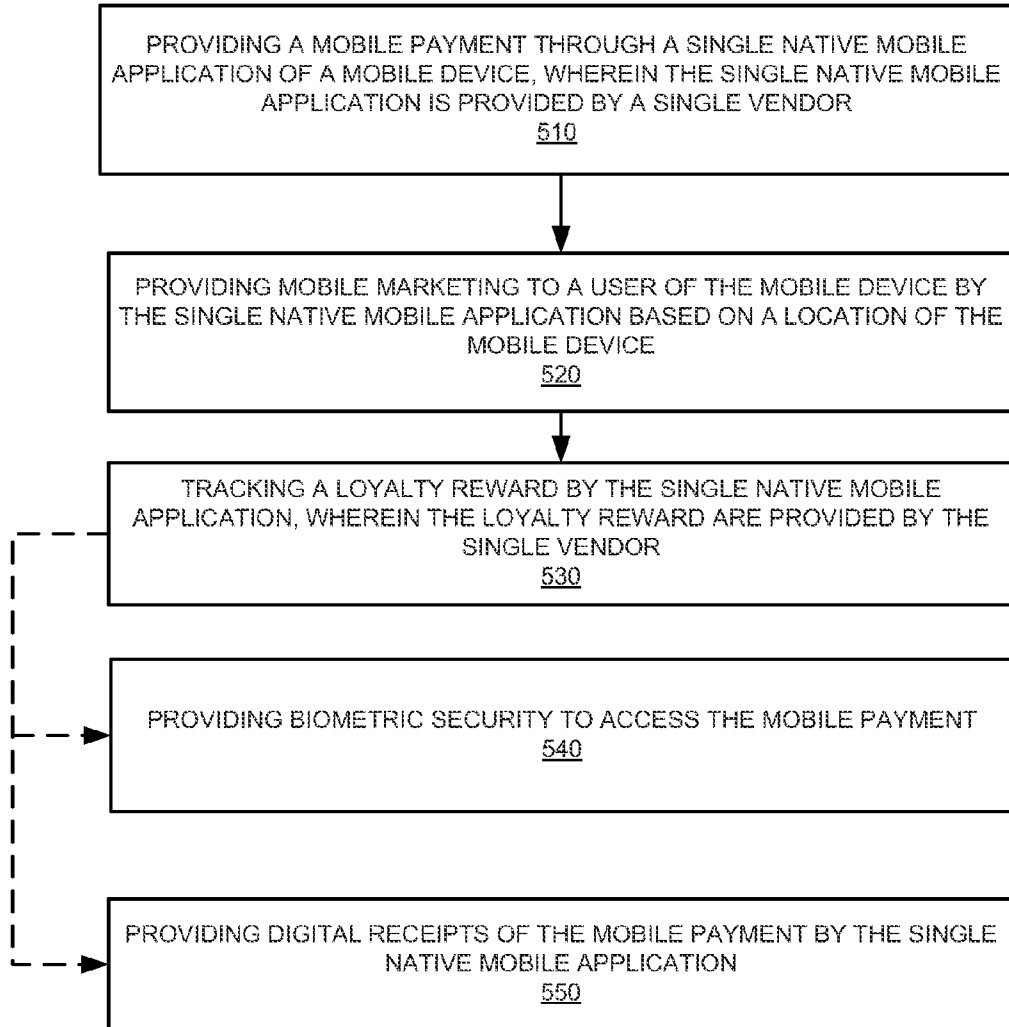 PROVIDING A MOBILE PAYMENT THROUGH A SINGLE NATIVE MOBILE
APPLICATION OF A MOBILE DEVICE, WHEREIN THE SINGLE NATIVE MOBILE
APPLICATION IS PROVIDED BY A SINGLE VENDOR
510
PROVIDING MOBILE MARKETING TO A USER OF THE MOBILE DEVICE BY
THE SINGLE NATIVE MOBILE APPLICATION BASED ON A LOCATION OF THE
MOBILE DEVICE
520
TRACKING A LOYALTY REWARD BY THE SINGLE NATIVE MOBILE
APPLICATION, WHEREIN THE LOYALTY REWARD ARE PROVIDED BY THE
SINGLE VENDOR
530
PROVIDING BIOMETRIC SECURITY TO ACCESS THE MOBILE PAYMENT
540
PROVIDING DIGITAL RECEIPTS OF THE MOBILE PAYMENT BY THE SINGLE
NATIVE MOBILE APPLICATION
550